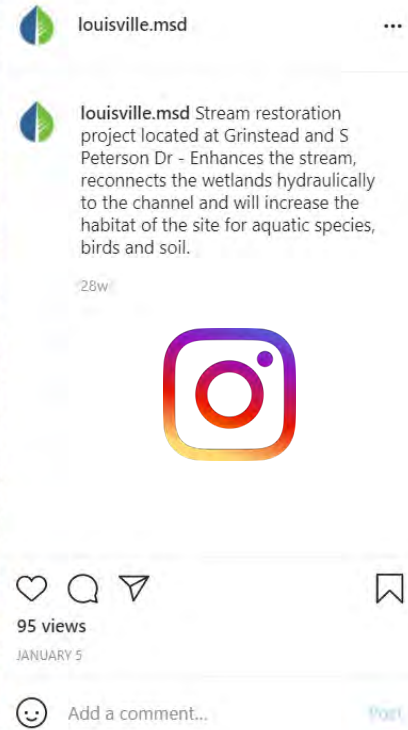 louisville.msd
louisville.msd Stream restoration
project located at Grinstead and S
Peterson Dr - Enhances the stream,
reconnects the wetlands hydraulically
to the channel and will increase the
habitat of the site for aquatic species,
birds and soil.
28w
95 views
JANUARY 5
Add a comment...
Post